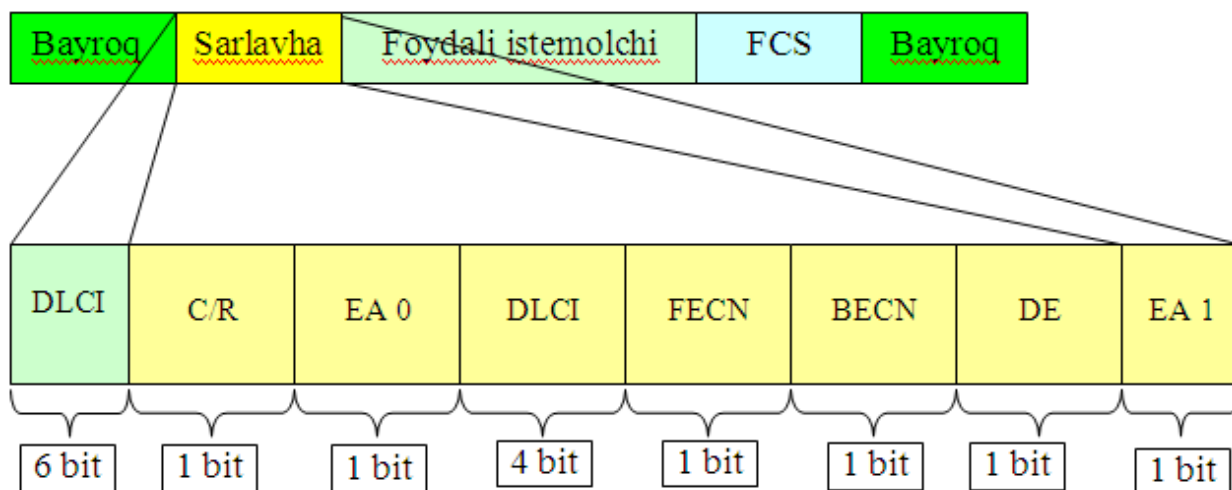 Bayroq Sarlavha Foydali istemolchi FCS Bayroq
DLCI C/R EA 0 DLCI FECN BECN DE EA 1
6 bit 1 bit 1 bit 4 bit 1 bit 1 bit 1 bit 1 bit